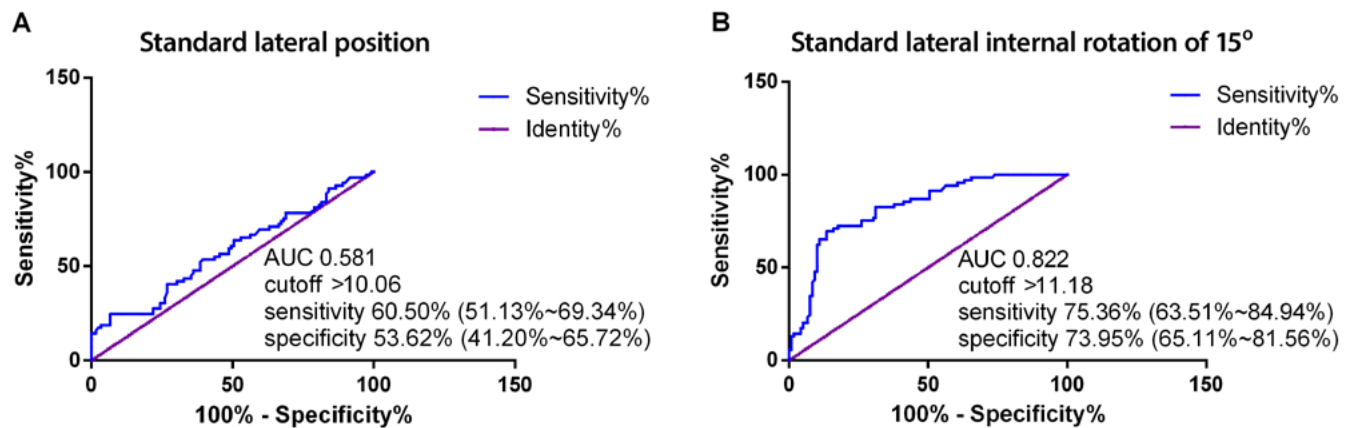 A
Standard lateral position
150
100
50
0
Sensitivity%
Sensitivity%
Identity%
AUC 0.581
cutoff >10.06
sensitivity 60.50% (51.13%~69.34%)
specificity 53.62% (41.20%~65.72%)
0 50 100 150
100% - Specificity%
B
Standard lateral internal rotation of 15°
150
100
50
0
Sensitivity%
Sensitivity%
Identity%
AUC 0.822
cutoff >11.18
sensitivity 75.36% (63.51%~84.94%)
specificity 73.95% (65.11%~81.56%)
0 50 100 150
100% - Specificity%